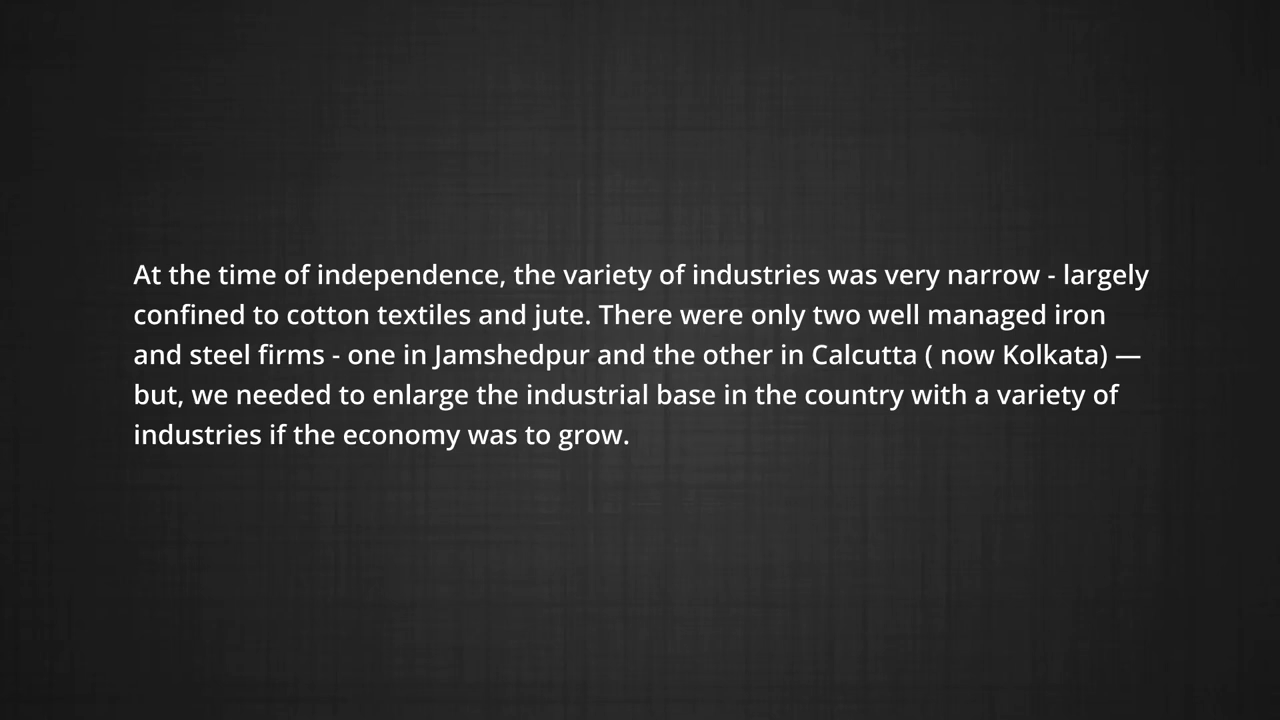 At the time of independence, the variety of industries was very narrow - largely
confined to cotton textiles and jute. There were only two well managed iron
and steel firms - one in Jamshedpur and the other in Calcutta ( now Kolkata) —
but, we needed to enlarge the industrial base in the country with a variety of
industries if the economy was to grow.